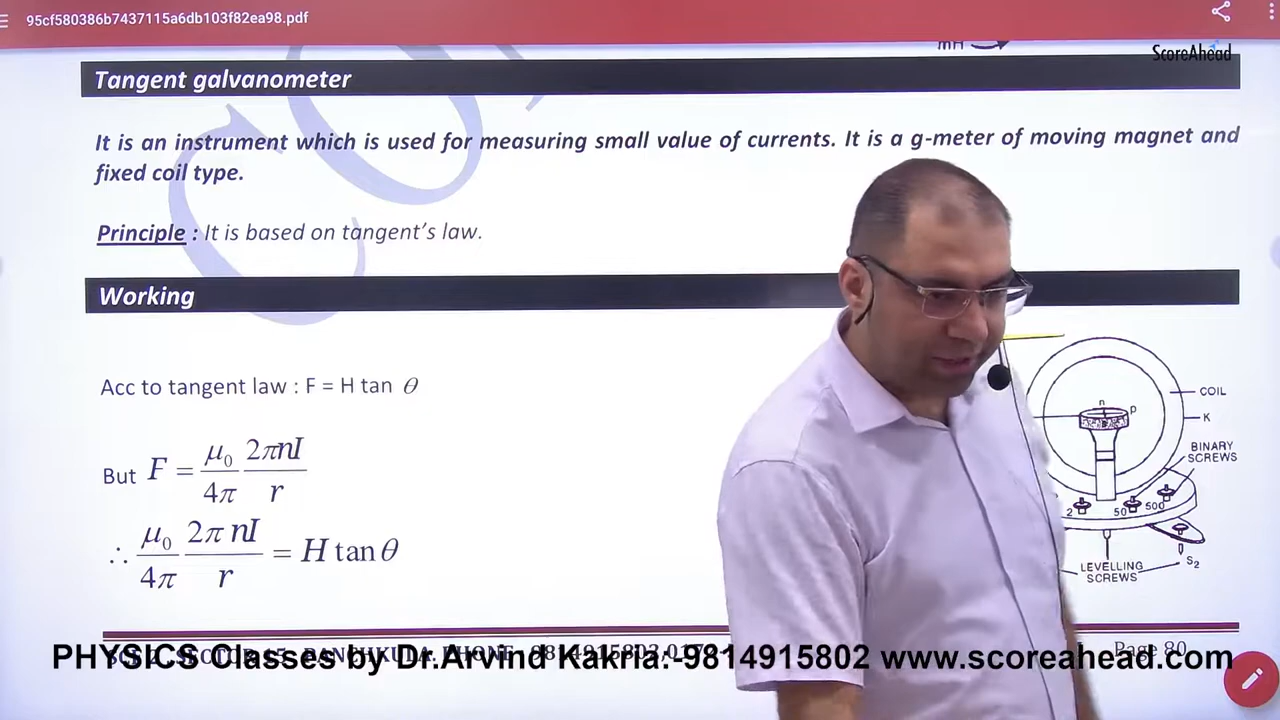 95cf580386b7437115a6db103f82ea98.pdf
mH
ScoreAhead
Tangent galvanometer
It is an instrument which is used for measuring small value of currents. It is a g-meter of moving magnet and
fixed coil type.
Principle : It is based on tangent's law.
Working
Acc to tangent law : F = H tan θ
But F = μ₀/4π 2πnI/r
∴ μ₀/4π 2π nI/r = H tan θ
COIL
n
p
K
BINARY
SCREWS
2
50
500
LEVELLING
SCREWS
S₂
Page 80
PHYSICS Classes by Dr.Arvind Kakria:-9814915802 www.scoreahead.com